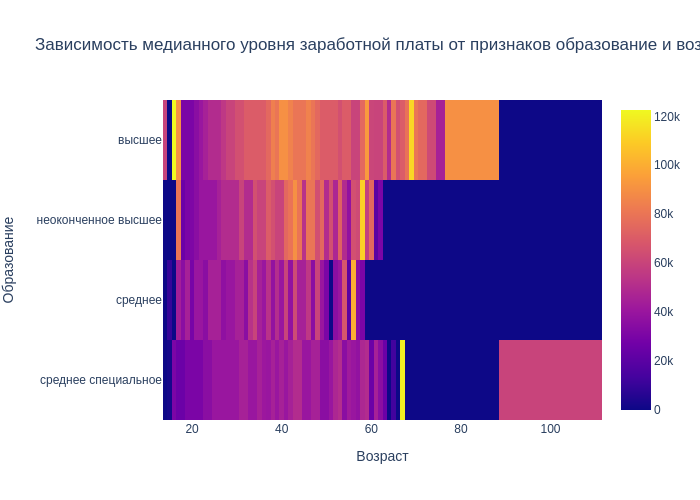 Зависимость медианного уровня заработной платы от признаков образование и воз
высшее
неоконченное высшее
среднее
среднее специальное
Образование
20
40
60
80
100
Возраст
120k
100k
80k
60k
40k
20k
0